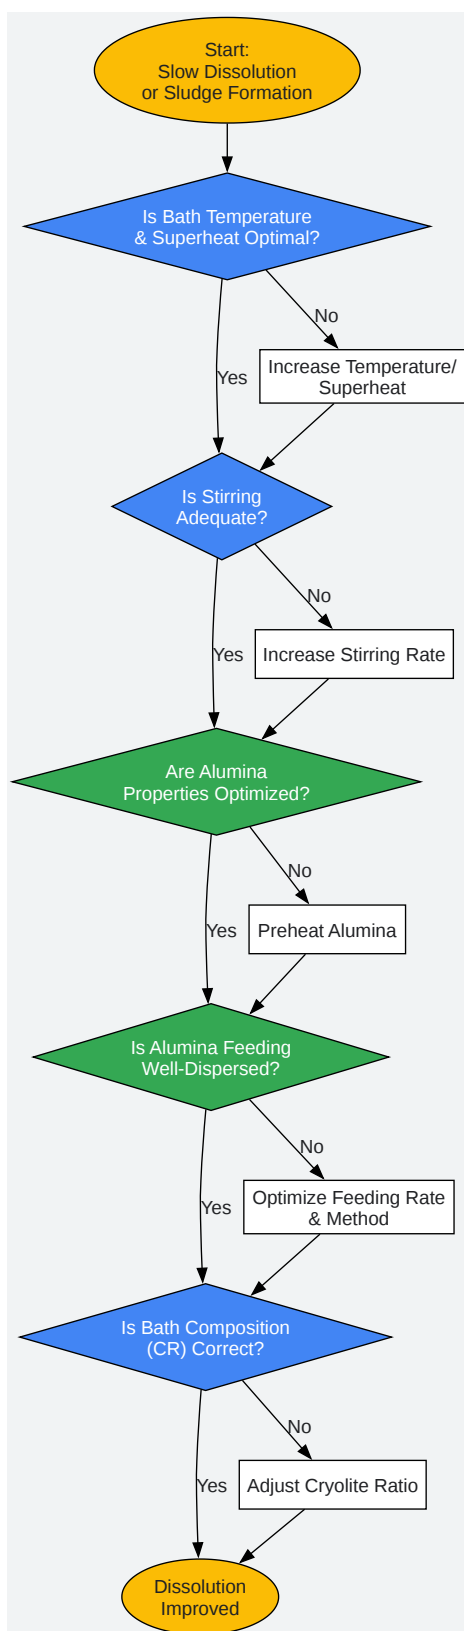 Start:
Slow Dissolution
or Sludge Formation
Is Bath Temperature
& Superheat Optimal?
No
Yes
Increase Temperature/
Superheat
Is Stirring
Adequate?
No
Yes
Increase Stirring Rate
Are Alumina
Properties Optimized?
No
Yes
Preheat Alumina
Is Alumina Feeding
Well-Dispersed?
No
Yes
Optimize Feeding Rate
& Method
Is Bath Composition
(CR) Correct?
No
Yes
Adjust Cryolite Ratio
Dissolution
Improved